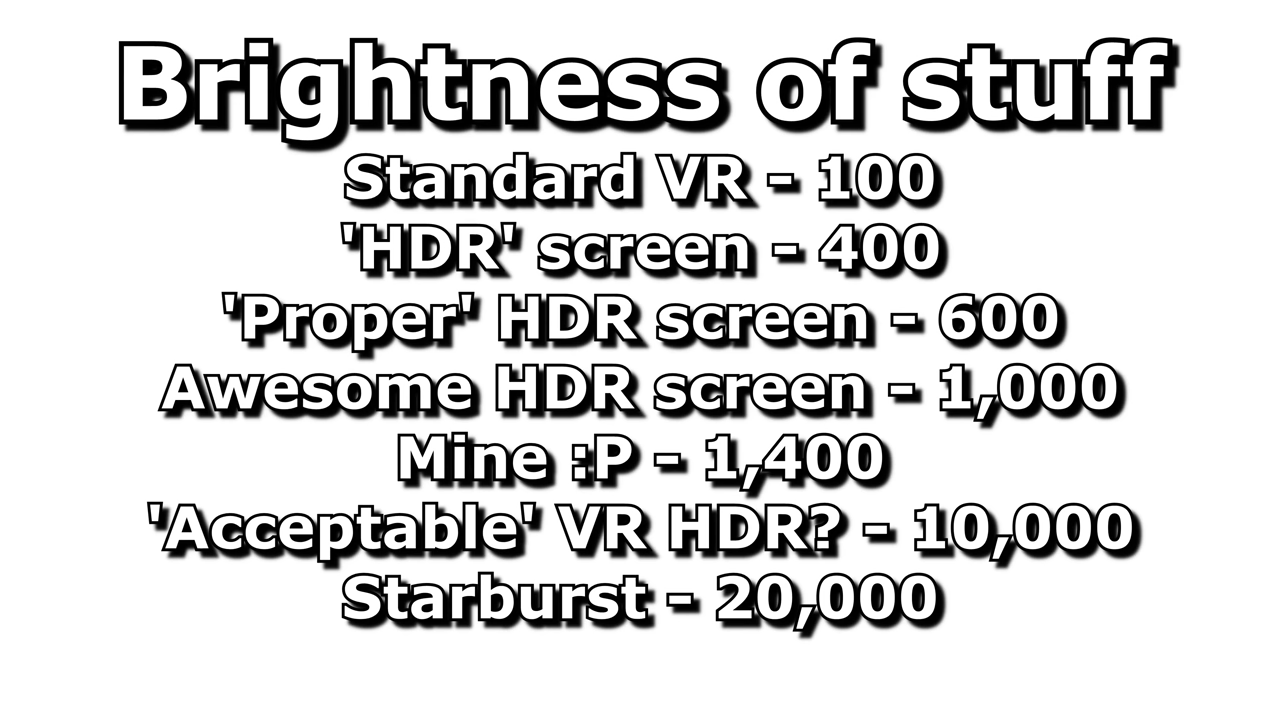 Brightness of stuff
Standard VR - 100
'HDR' screen - 400
'Proper' HDR screen - 600
Awesome HDR screen - 1,000
Mine :P - 1,400
'Acceptable' VR HDR? - 10,000
Starburst - 20,000